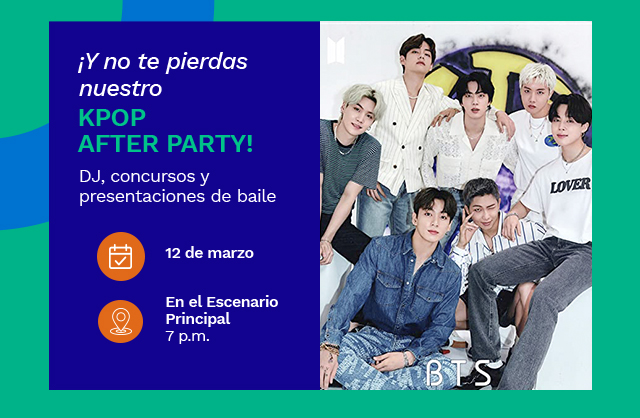 ¡Y no te pierdas
nuestro
KPOP
AFTER PARTY!
DJ, concursos y
presentaciones de baile
12 de marzo
En el Escenario
Principal
7 p.m.
LOVER
BTS